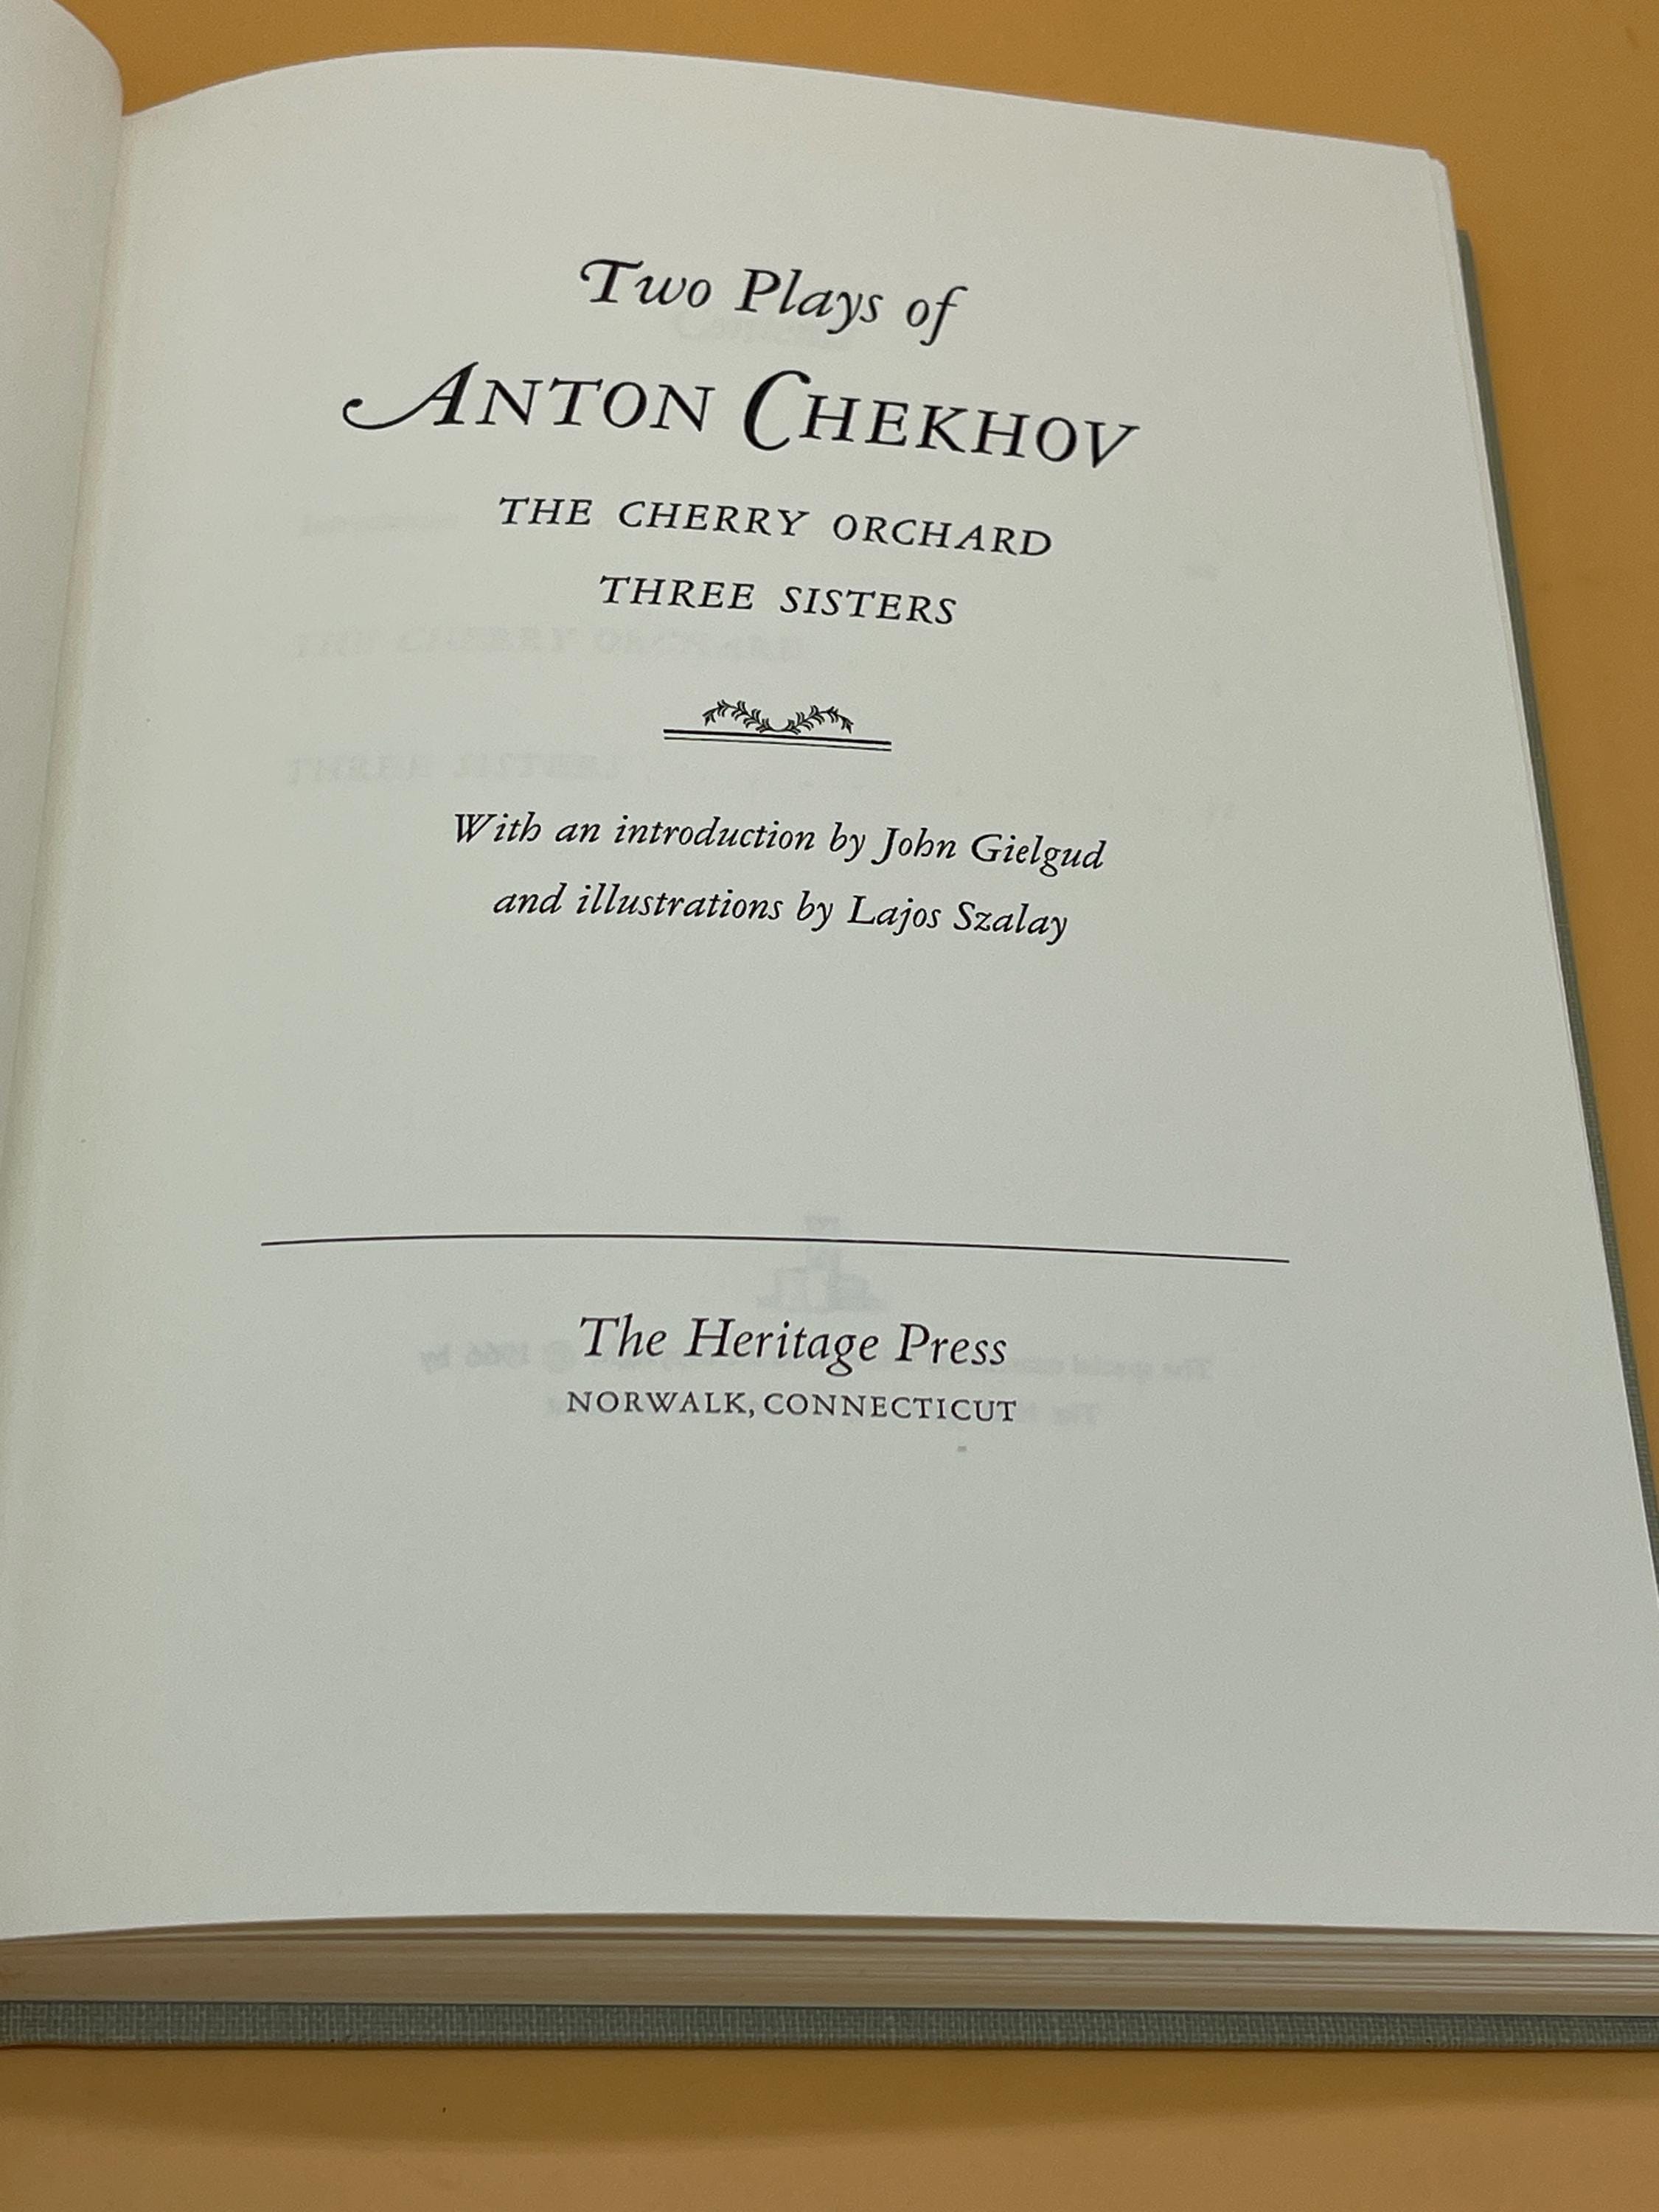 Two Plays of
ANTON CHEKHOV
THE CHERRY ORCHARD
THREE SISTERS
With an introduction by John Gielgud
and illustrations by Lajos Szalay
The Heritage Press
NORWALK, CONNECTICUT